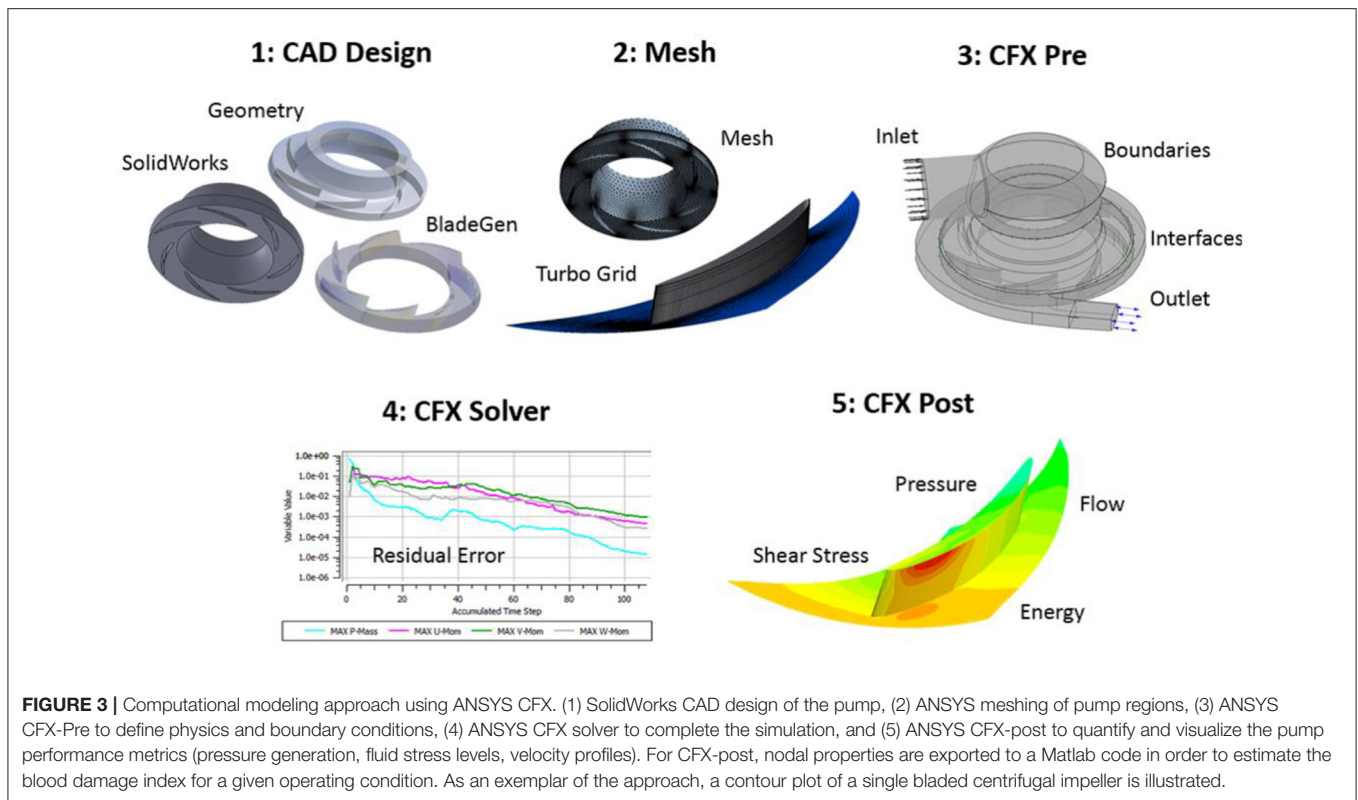 1: CAD Design
Geometry
SolidWorks
BladeGen
2: Mesh
Mesh
Turbo Grid
3: CFX Pre
Inlet
Boundaries
Interfaces
Outlet
4: CFX Solver
1.0e+00
1.0e-01
1.0e-02
1.0e-03
1.0e-04
1.0e-05
1.0e-06
Variable Value
Residual Error
0 20 40 60 80 100
Accumulated Time Step
MAX P-Mass MAX U-Mom MAX V-Mom MAX W-Mom
5: CFX Post
Pressure
Flow
Shear Stress
Energy
FIGURE 3 | Computational modeling approach using ANSYS CFX. (1) SolidWorks CAD design of the pump, (2) ANSYS meshing of pump regions, (3) ANSYS
CFX-Pre to define physics and boundary conditions, (4) ANSYS CFX solver to complete the simulation, and (5) ANSYS CFX-post to quantify and visualize the pump
performance metrics (pressure generation, fluid stress levels, velocity profiles). For CFX-post, nodal properties are exported to a Matlab code in order to estimate the
blood damage index for a given operating condition. As an exemplar of the approach, a contour plot of a single bladed centrifugal impeller is illustrated.